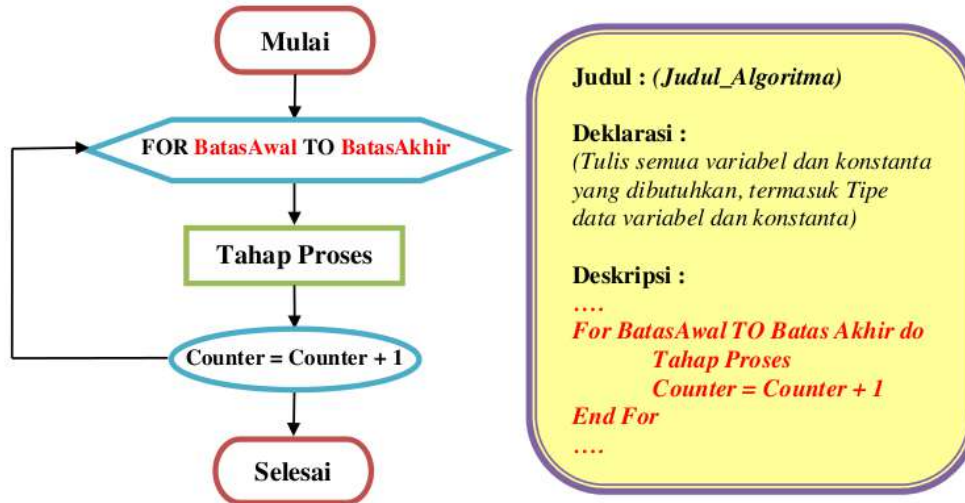 Mulai
FOR BatasAwal TO BatasAkhir
Tahap Proses
Counter = Counter + 1
Selesai
Judul : (Judul_Algoritma)
Deklarasi :
(Tulis semua variabel dan konstanta
yang dibutuhkan, termasuk Tipe
data variabel dan konstanta)
Deskripsi :
....
For BatasAwal TO Batas Akhir do
Tahap Proses
Counter = Counter + 1
End For
....